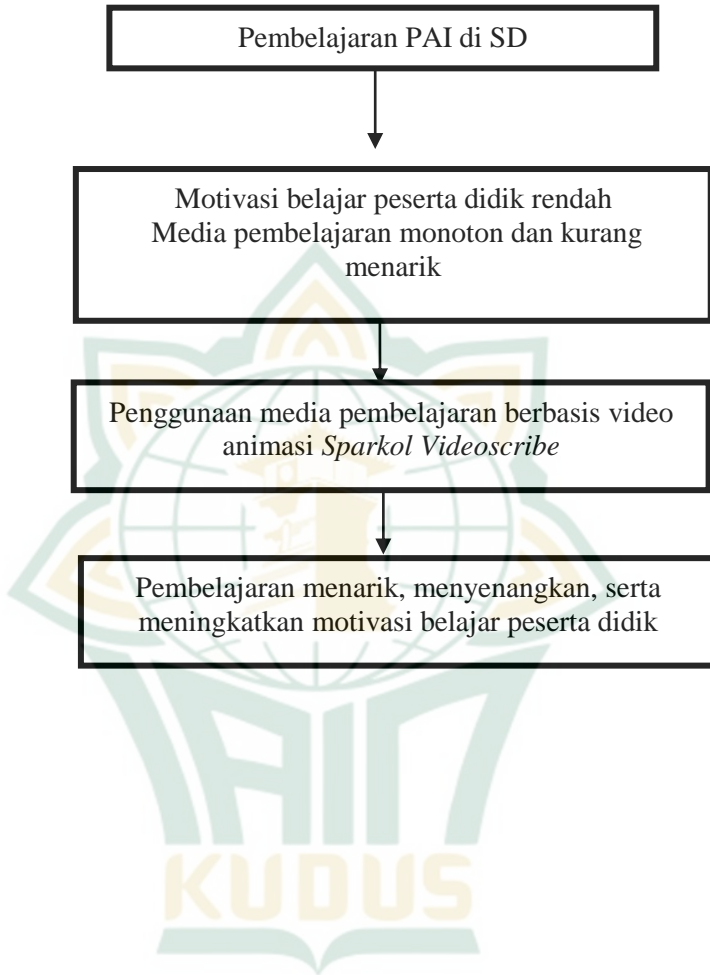 Pembelajaran PAI di SD
Motivasi belajar peserta didik rendah
Media pembelajaran monoton dan kurang
menarik
Penggunaan media pembelajaran berbasis video
animasi Sparkol Videoscribe
Pembelajaran menarik, menyenangkan, serta
meningkatkan motivasi belajar peserta didik
IAIN
KUDUS